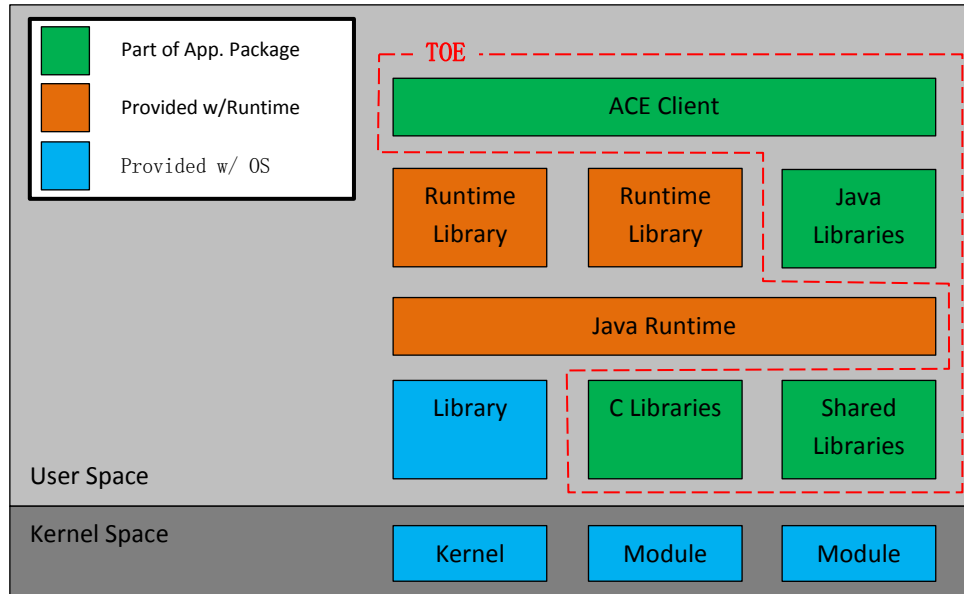 Part of App. Package
Provided w/Runtime
Provided w/ OS
TOE
ACE Client
Runtime
Library
Runtime
Library
Java
Libraries
Java Runtime
Library
C Libraries
Shared
Libraries
User Space
Kernel Space
Kernel
Module
Module